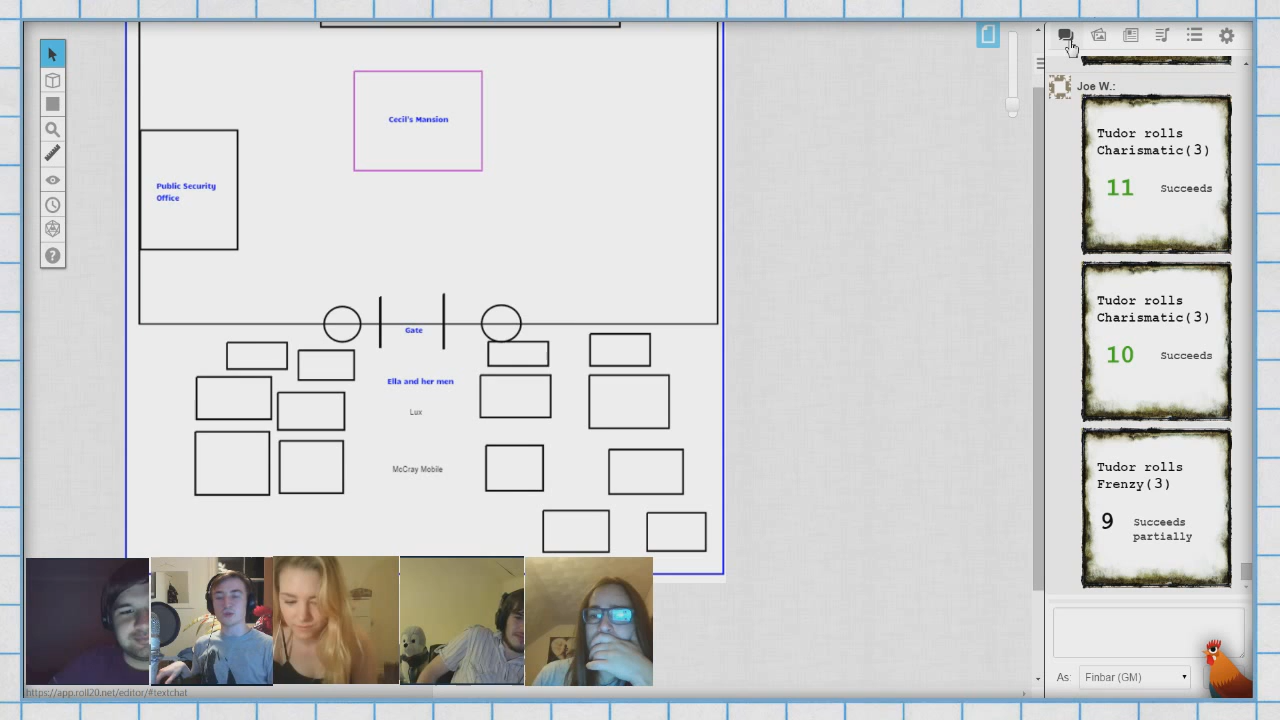 Cecil's Mansion
Public Security
Office
Gate
Ella and her men
Lux
McCray Mobile
Joe W.:
Tudor rolls
Charismatic(3)
11 Succeeds
Tudor rolls
Charismatic(3)
10 Succeeds
Tudor rolls
Frenzy(3)
9 Succeeds
partially
As: Finbar (GM)
https://app.roll20.net/editor/#textchat